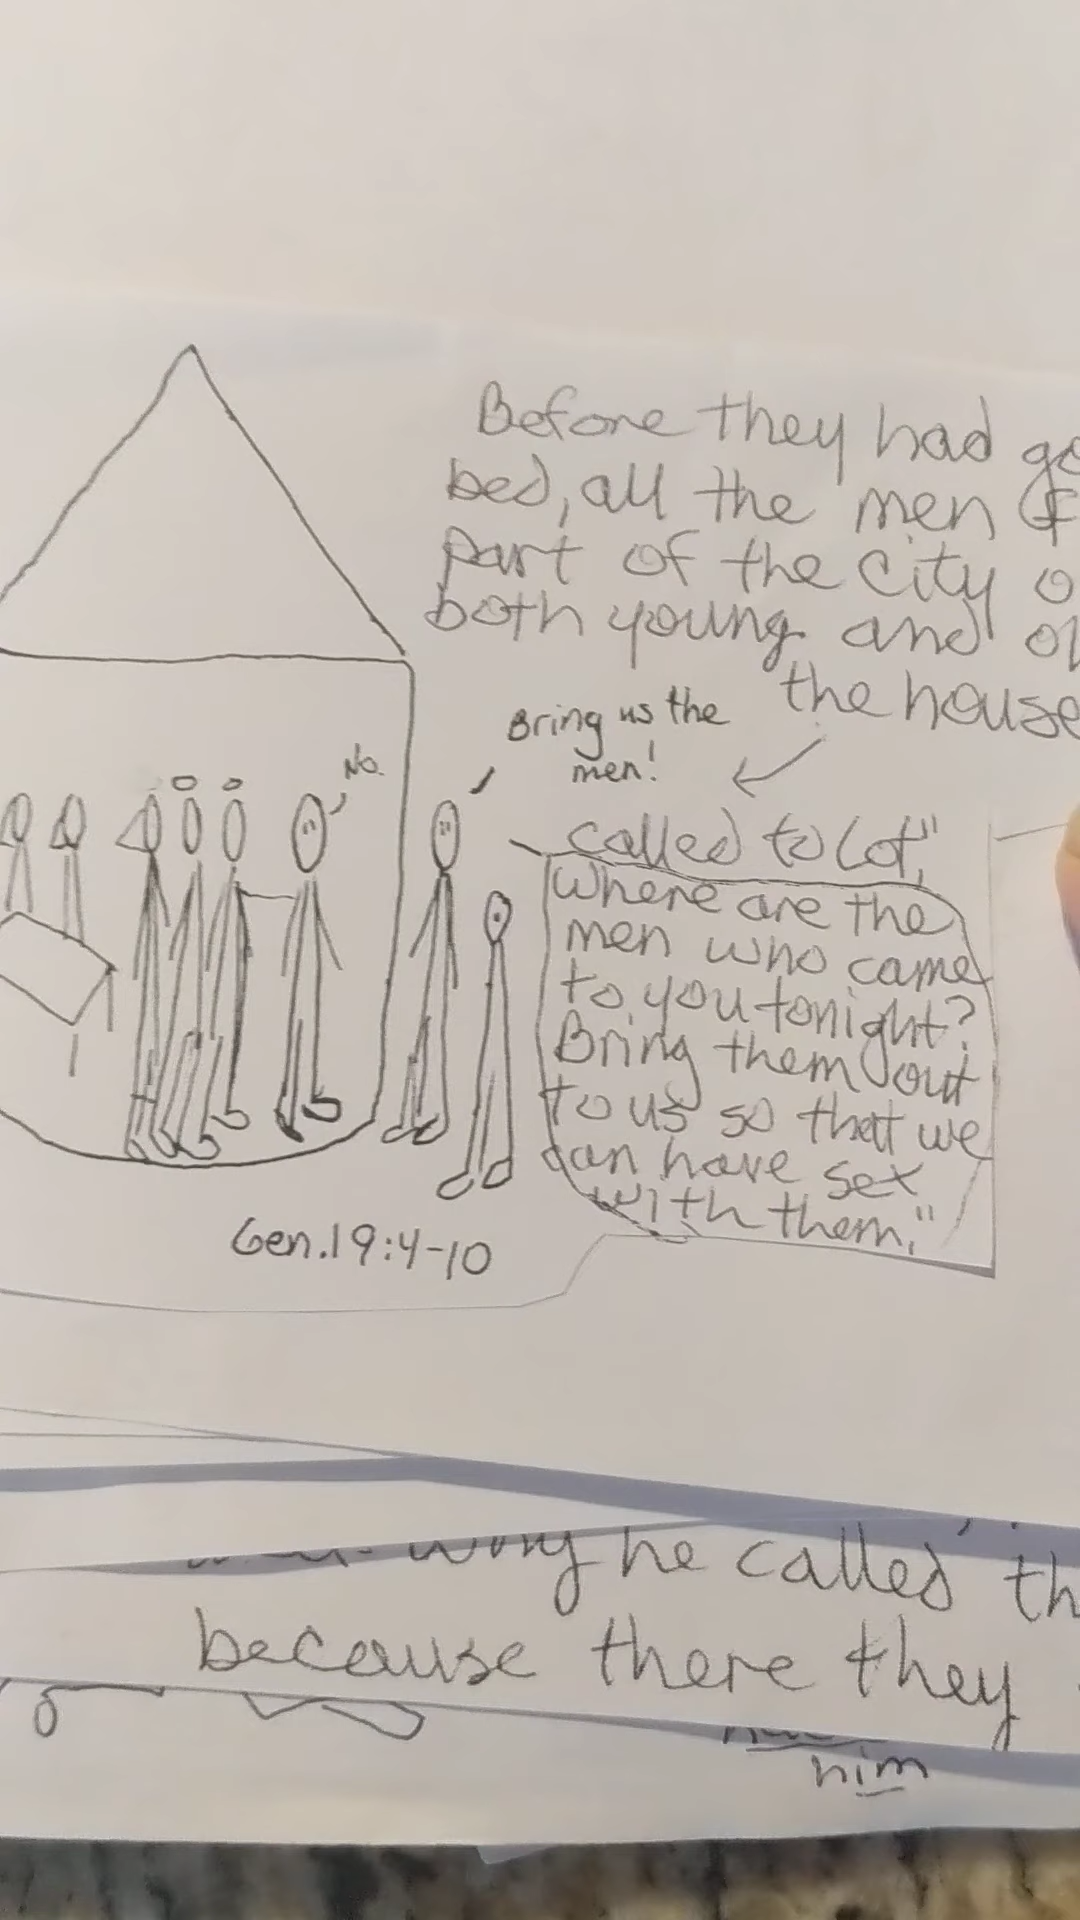 Before they had go
bed, all the men f
part of the city o
both young and ol
the house
Bring us the
men!
No.
called to Lot,"
Where are the
men who came
to you tonight?
Bring them out
to us so that we
can have sex
with them."
Gen.19:4-10
why he called th
because there they
him